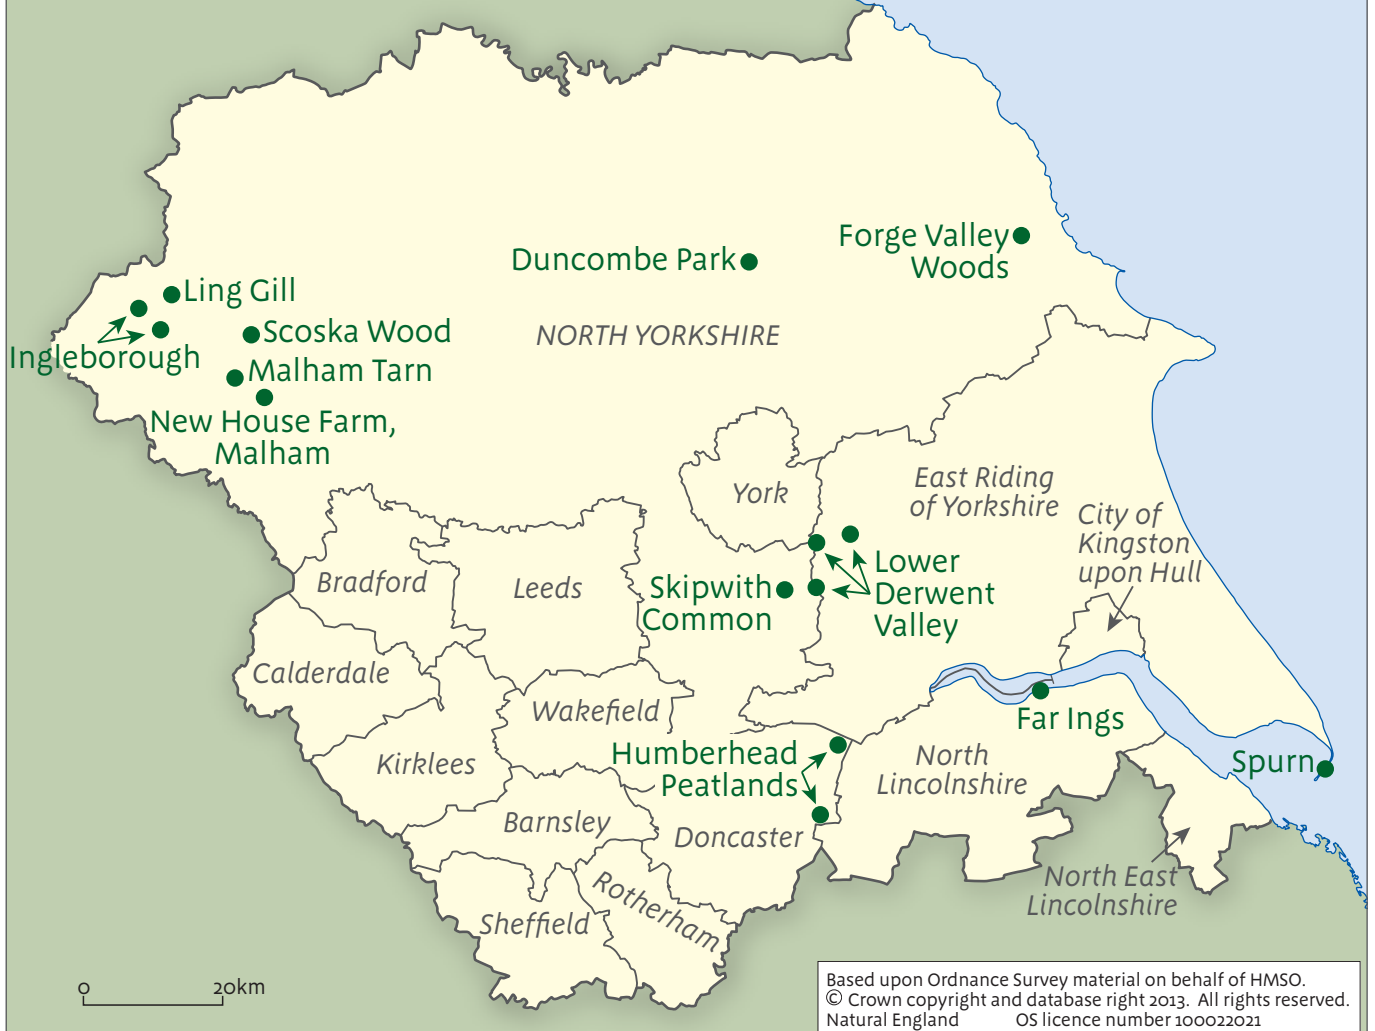 Forge Valley
Woods
Duncombe Park
Ling Gill
NORTH YORKSHIRE
Scoska Wood
Ingleborough
Malham Tarn
New House Farm,
Malham
York
East Riding
of Yorkshire
City of
Kingston
upon Hull
Bradford
Leeds
Skipwith
Common
Lower
Derwent
Valley
Calderdale
Wakefield
Far Ings
Kirklees
Humberhead
Peatlands
North
Lincolnshire
Spurn
Barnsley
Doncaster
Rotherham
Sheffield
North East
Lincolnshire
0 20km
Based upon Ordnance Survey material on behalf of HMSO.
© Crown copyright and database right 2013. All rights reserved.
Natural England OS licence number 100022021